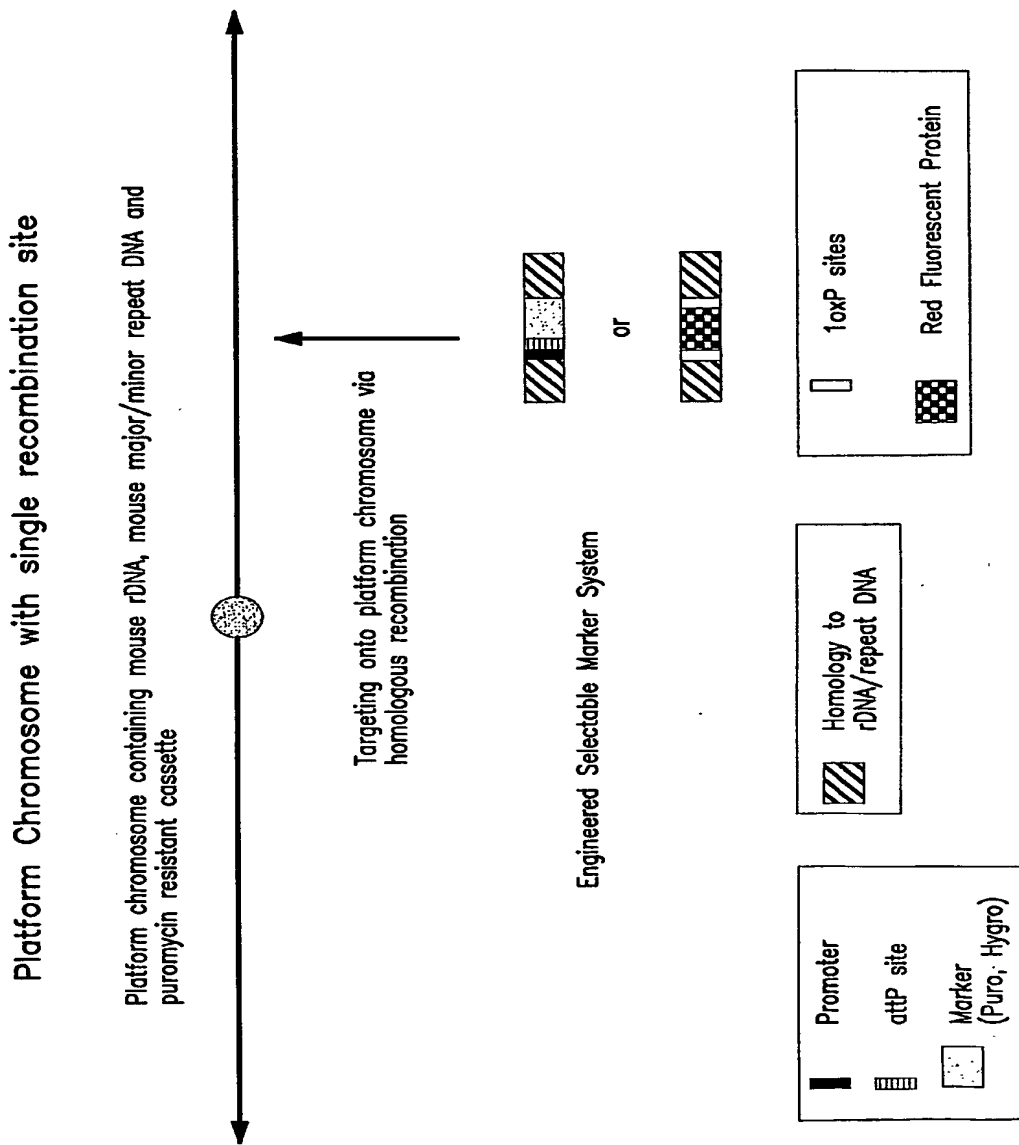 Platform Chromosome with single recombination site
Platform chromosome containing mouse rDNA, mouse major/minor repeat DNA and
puromycin resistant cassette
Targeting onto platform chromosome via
homologous recombination
Engineered Selectable Marker System
or
Promoter
attP site
Marker
(Puro, Hygro)
Homology to
rDNA/repeat DNA
1oxP sites
Red Fluorescent Protein